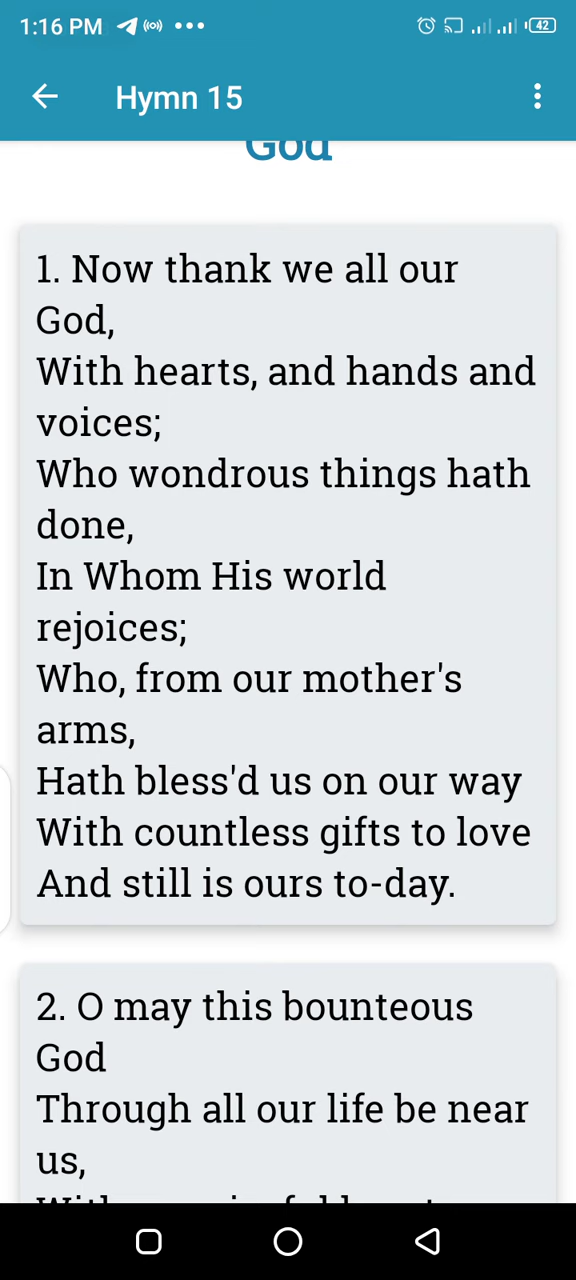 1:16 PM
42
Hymn 15
God
1. Now thank we all our
God,
With hearts, and hands and
voices;
Who wondrous things hath
done,
In Whom His world
rejoices;
Who, from our mother's
arms,
Hath bless'd us on our way
With countless gifts to love
And still is ours to-day.
2. O may this bounteous
God
Through all our life be near
us,